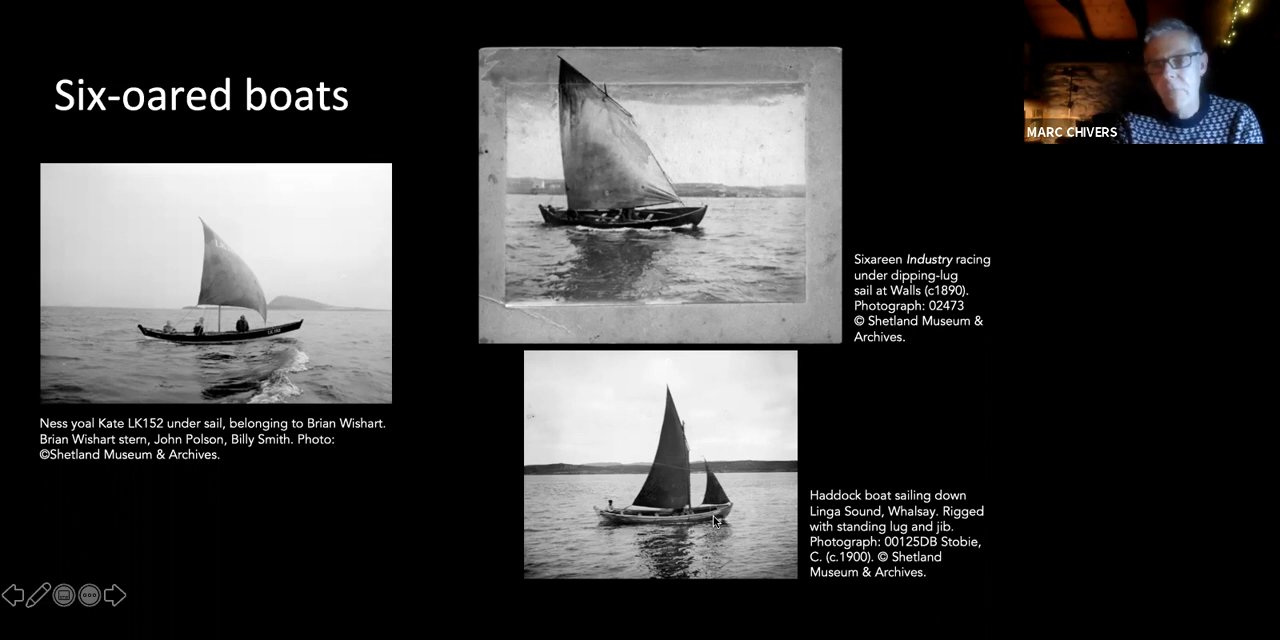 Six-oared boats
MARC CHIVERS
Sixareen Industry racing
under dipping-lug
sail at Walls (c1890).
Photograph: 02473
© Shetland Museum &
Archives.
Ness yoal Kate LK152 under sail, belonging to Brian Wishart.
Brian Wishart stern, John Polson, Billy Smith. Photo:
©Shetland Museum & Archives.
Haddock boat sailing down
Linga Sound, Whalsay. Rigged
with standing lug and jib.
Photograph: 00125DB Stobie,
C. (c.1900). © Shetland
Museum & Archives.